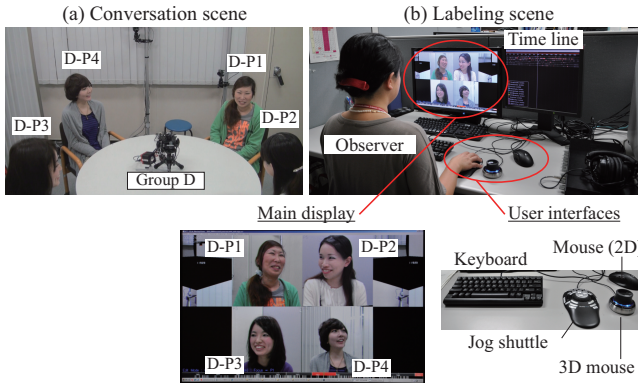 (a) Conversation scene
(b) Labeling scene
D-P4
D-P1
D-P3
D-P2
Group D
Time line
Observer
Main display
User interfaces
D-P1
D-P2
D-P3
D-P4
Keyboard
Mouse (2D)
Jog shuttle
3D mouse